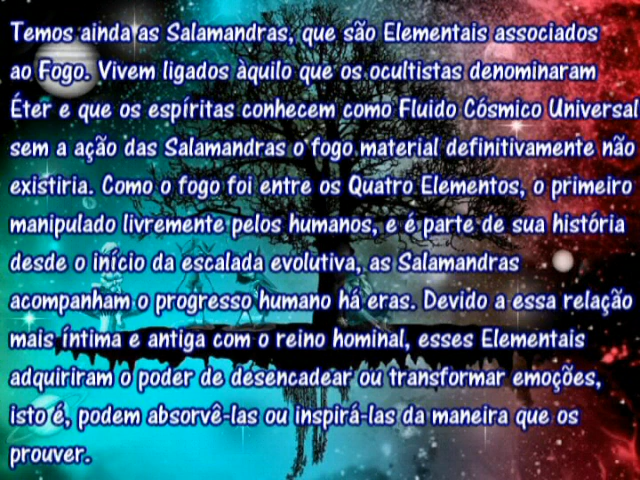 Temos ainda as Salamandras, que são Elementais associados
ao Fogo. Vivem ligados àquilo que os ocultistas denominaram
Éter e que os espíritas conhecem como Fluido Cósmico Universal
sem a ação das Salamandras o fogo material definitivamente não
existiria. Como o fogo foi entre os Quatro Elementos, o primeiro
manipulado livremente pelos humanos, e é parte de sua história
desde o início da escalada evolutiva, as Salamandras
acompanham o progresso humano há eras. Devido a essa relação
mais íntima e antiga com o reino hominal, esses Elementais
adquiriram o poder de desencadear ou transformar emoções,
isto é, podem absorvê-las ou inspirá-las da maneira que os
prouver.